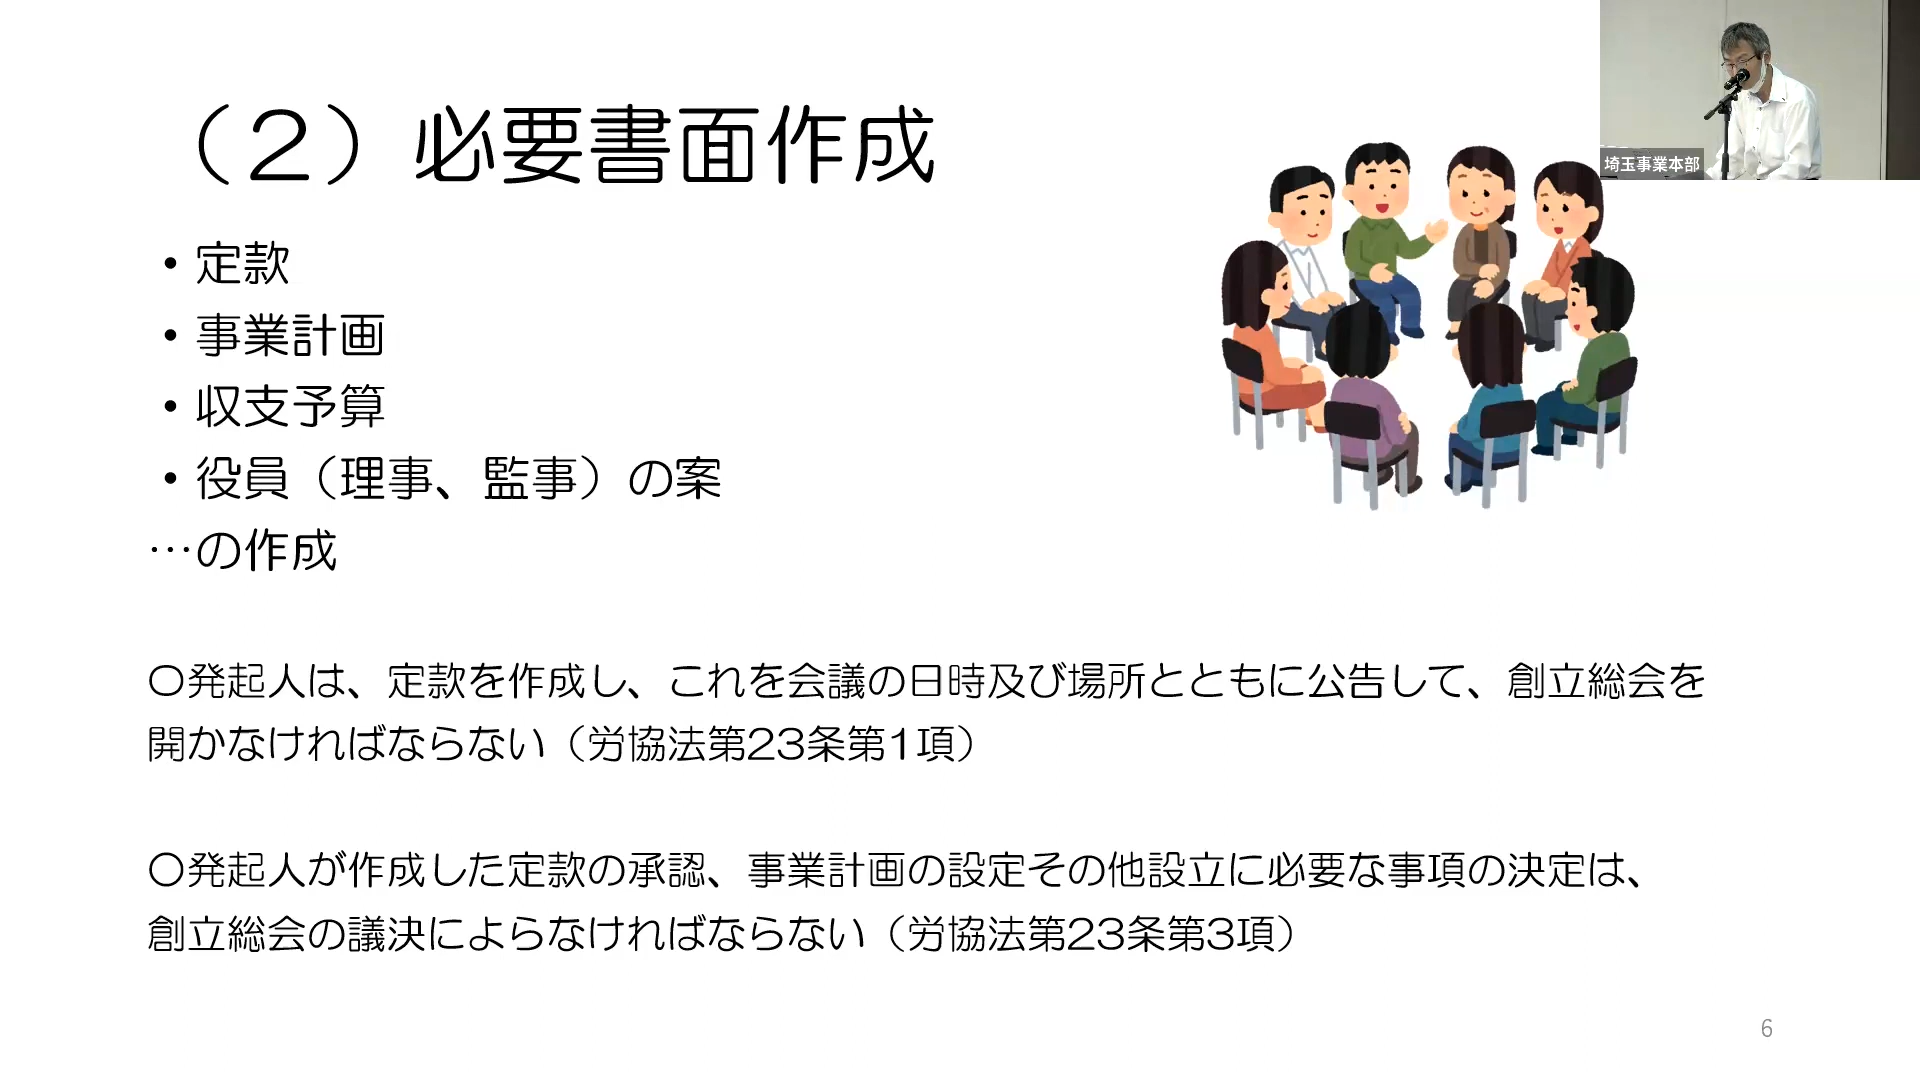 （２）必要書面作成
埼玉事業本部
・定款
・事業計画
・収支予算
・役員（理事、監事）の案
…の作成
〇発起人は、定款を作成し、これを会議の日時及び場所とともに公告して、創立総会を
開かなければならない（労協法第23条第1項）
〇発起人が作成した定款の承認、事業計画の設定その他設立に必要な事項の決定は、
創立総会の議決によらなければならない（労協法第23条第3項）
6